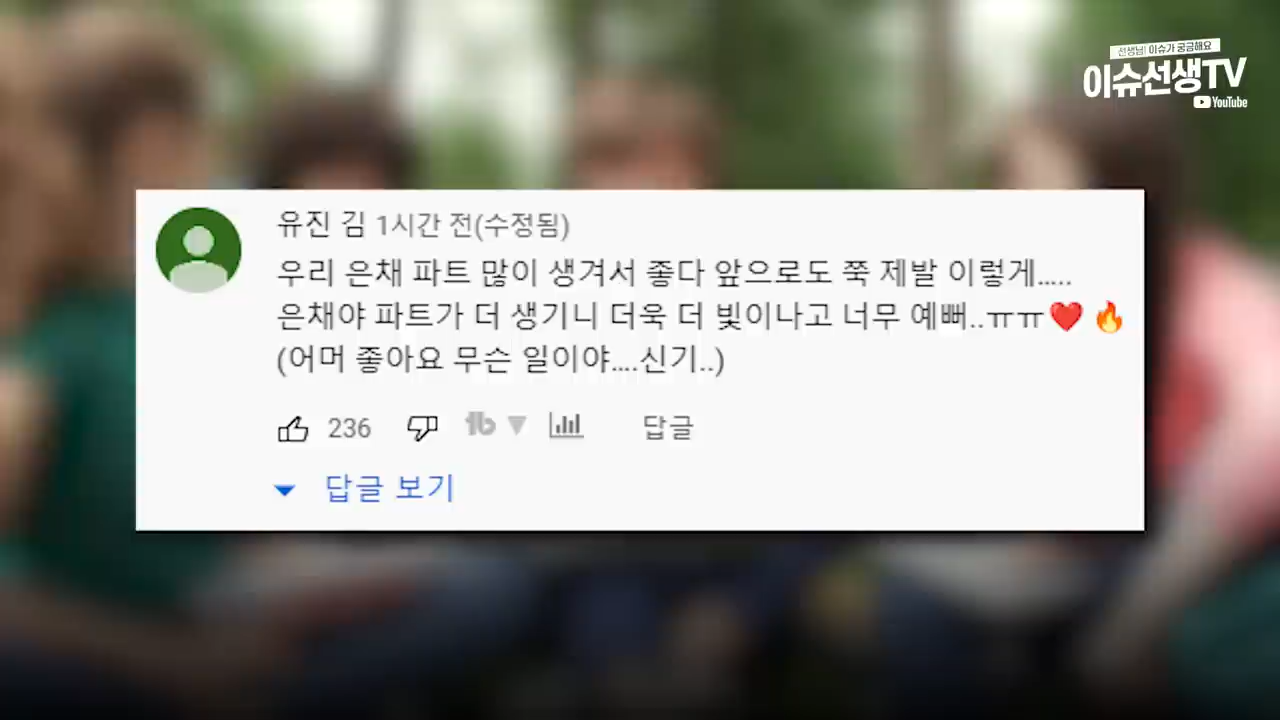 선생님! 이슈가 궁금해요
이슈선생TV
YouTube
유진 김 1시간 전(수정됨)
우리 은채 파트 많이 생겨서 좋다 앞으로도 쭉 제발 이렇게.....
은채야 파트가 더 생기니 더욱 더 빛이나고 너무 예뻐..ㅠㅠ❤️ 🔥
(어머 좋아요 무슨 일이야....신기..)
236
답글
답글 보기